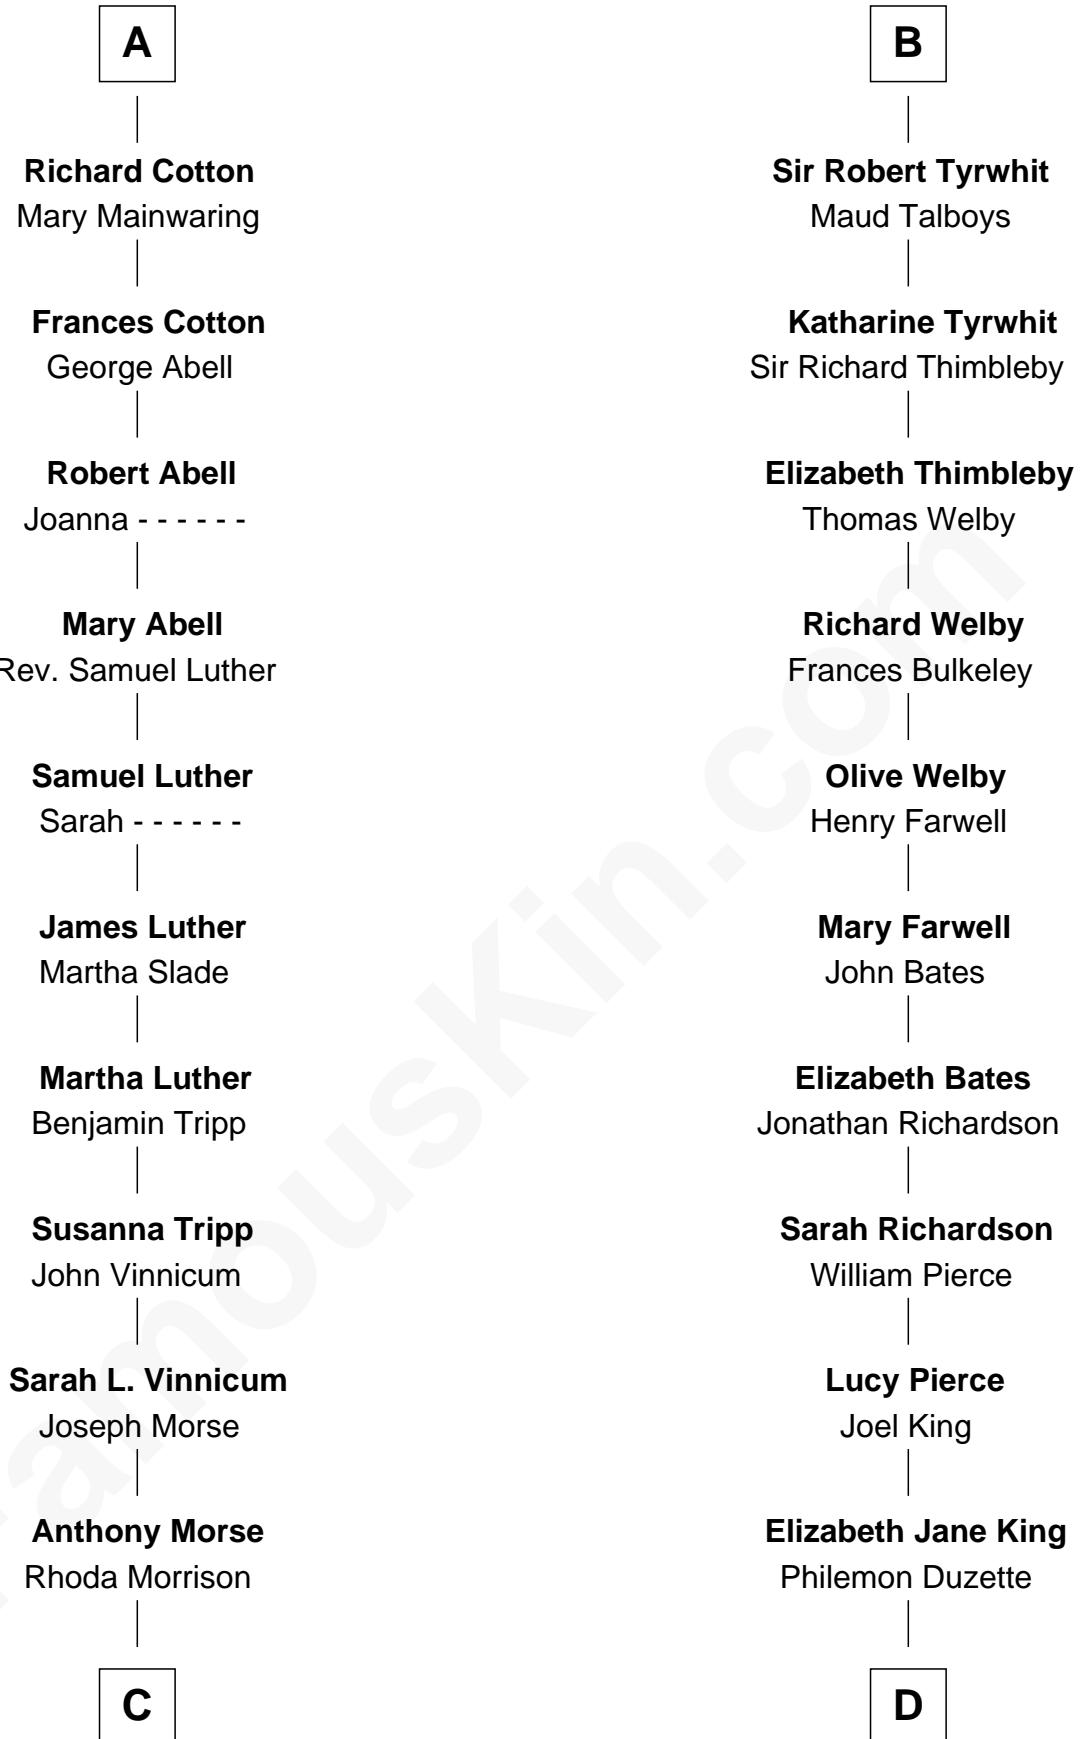 A
Richard Cotton
Mary Mainwaring
Frances Cotton
George Abell
Robert Abell
Joanna - - - - - -
Mary Abell
Rev. Samuel Luther
Samuel Luther
Sarah - - - - - -
James Luther
Martha Slade
Martha Luther
Benjamin Tripp
Susanna Tripp
John Vinnicum
Sarah L. Vinnicum
Joseph Morse
Anthony Morse
Rhoda Morrison
C
B
Sir Robert Tyrwhit
Maud Talboys
Katharine Tyrwhit
Sir Richard Thimbleby
Elizabeth Thimbleby
Thomas Welby
Richard Welby
Frances Bulkeley
Olive Welby
Henry Farwell
Mary Farwell
John Bates
Elizabeth Bates
Jonathan Richardson
Sarah Richardson
William Pierce
Lucy Pierce
Joel King
Elizabeth Jane King
Philemon Duzette
D
FamousKin.com